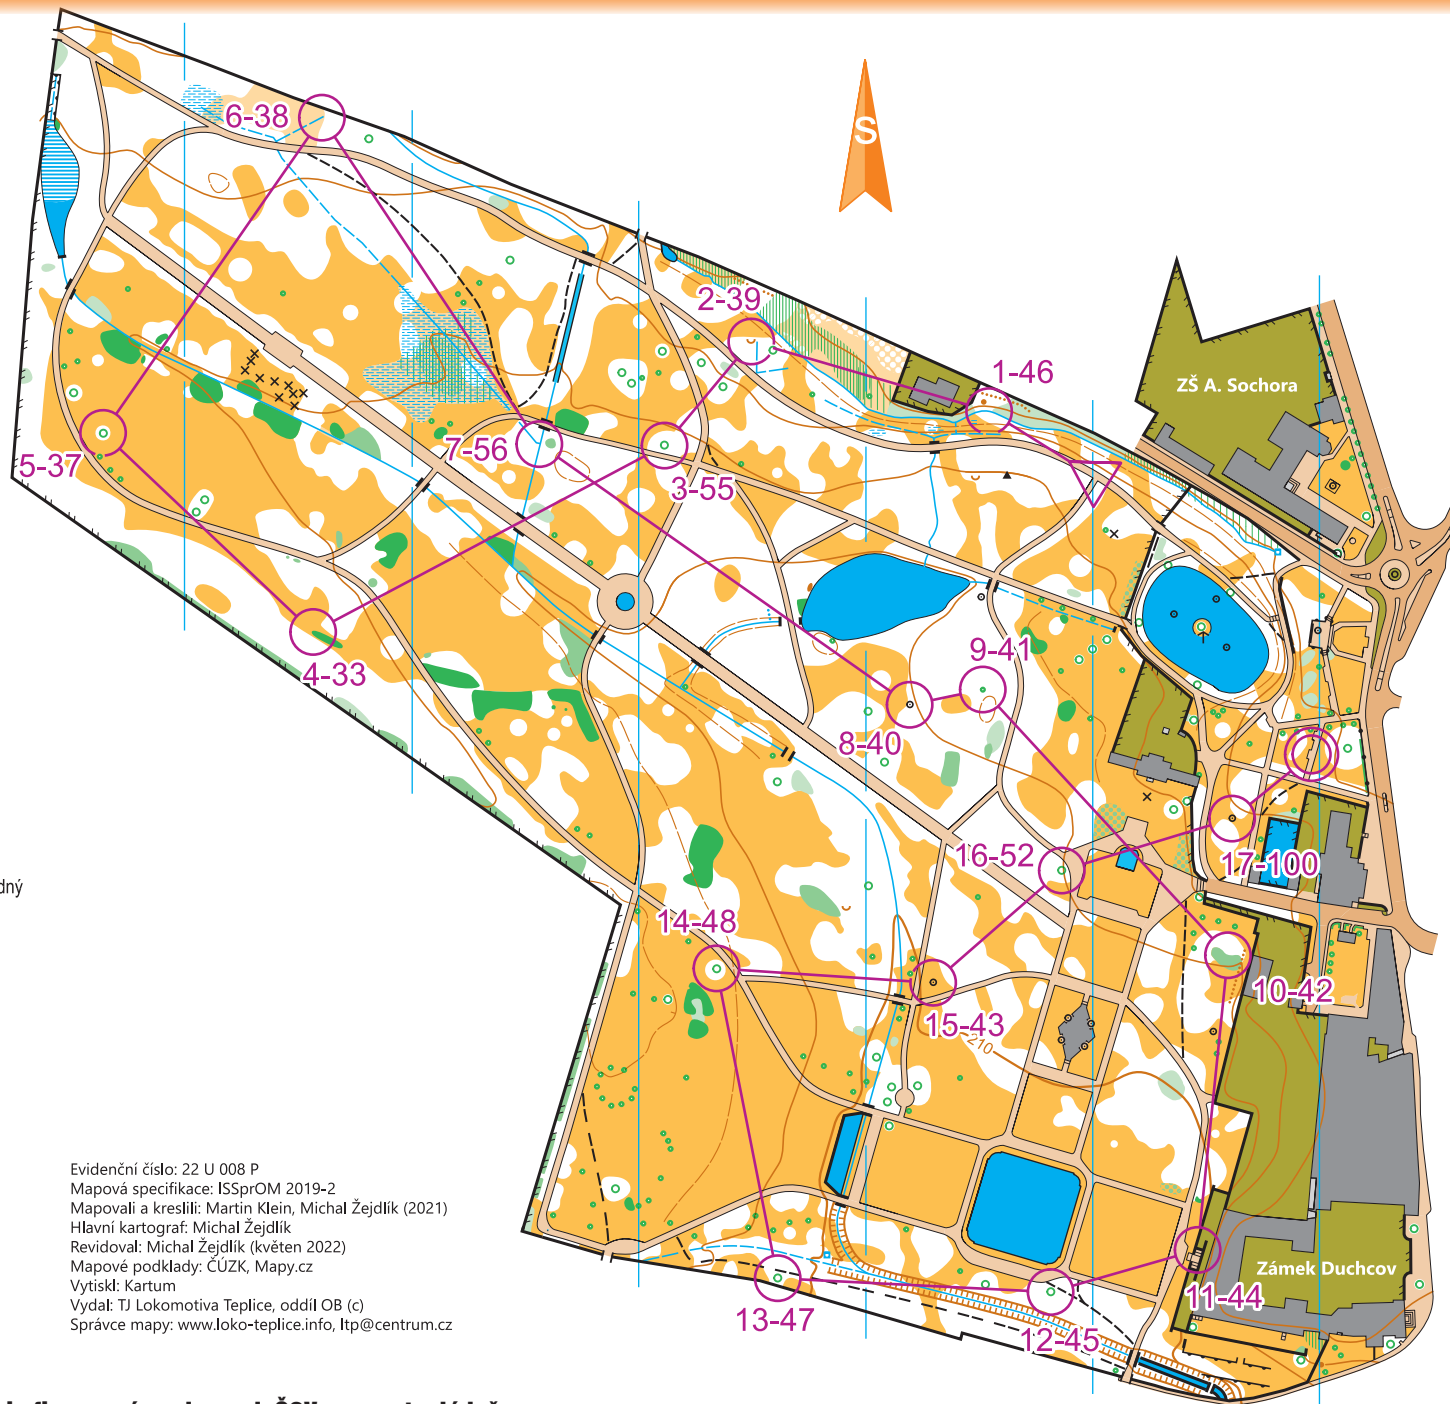 S
6-38
2-39
1-46
ZŠ A. Sochora
7-56
3-55
5-37
9-41
4-33
8-40
16-52
17-100
dný
14-48
10-42
15-43
210
Evidenční číslo: 22 U 008 P
Mapová specifikace: ISSprOM 2019-2
Mapovali a kreslili: Martin Klein, Michal Žejdlík (2021)
Hlavní kartograf: Michal Žejdlík
Revidoval: Michal Žejdlík (květen 2022)
Mapové podklady: ČÚZK, Mapy.cz
Vytiskl: Kartum
Vydal: TJ Lokomotiva Teplice, oddíl OB (c)
Správce mapy: www.loko-teplice.info, ltp@centrum.cz
Zámek Duchcov
11-44
13-47
12-45